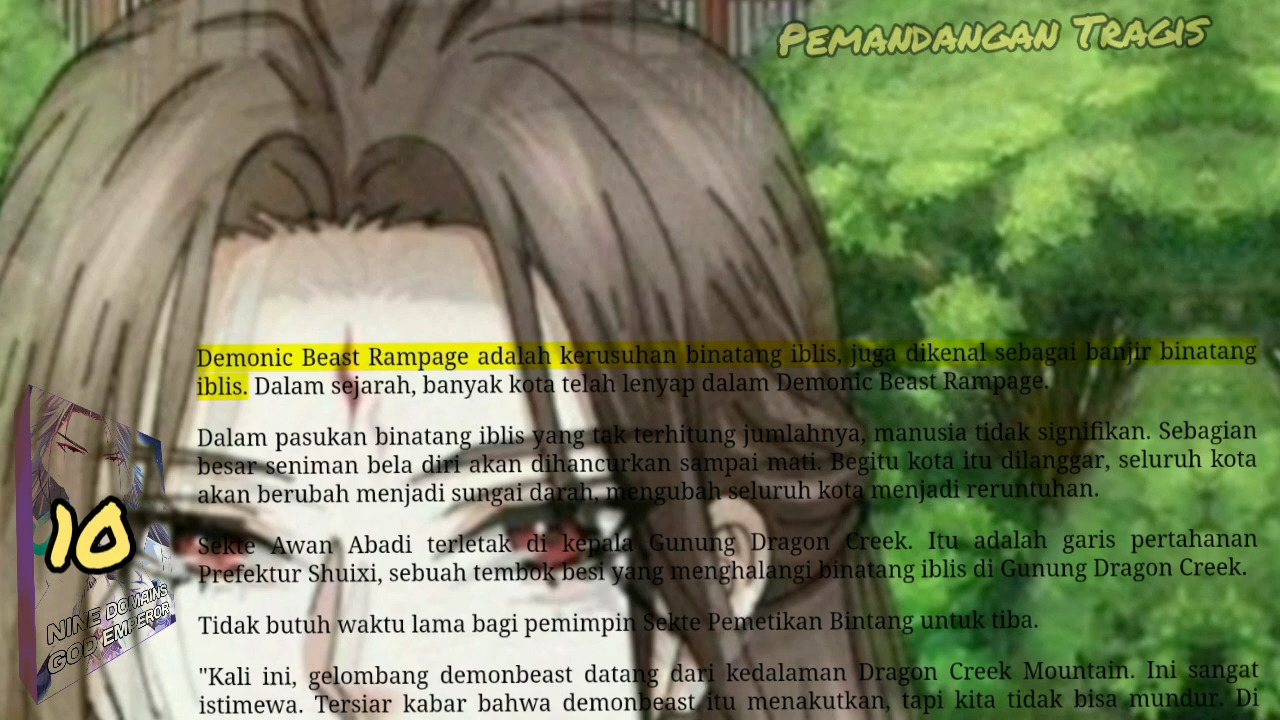 Pemandangan Tragis
Demonic Beast Rampage adalah kerusuhan binatang iblis, juga dikenal sebagai banjir binatang
iblis. Dalam sejarah, banyak kota telah lenyap dalam Demonic Beast Rampage.
Dalam pasukan binatang iblis yang tak terhitung jumlahnya, manusia tidak signifikan. Sebagian
besar seniman bela diri akan dihancurkan sampai mati. Begitu kota itu dilanggar, seluruh kota
akan berubah menjadi sungai darah, mengubah seluruh kota menjadi reruntuhan.
Sekte Awan Abadi terletak di kepala Gunung Dragon Creek. Itu adalah garis pertahanan
Prefektur Shuixi, sebuah tembok besi yang menghalangi binatang iblis di Gunung Dragon Creek.
Tidak butuh waktu lama bagi pemimpin Sekte Pemetikan Bintang untuk tiba.
"Kali ini, gelombang demonbeast datang dari kedalaman Dragon Creek Mountain. Ini sangat
istimewa. Tersiar kabar bahwa demonbeast itu menakutkan, tapi kita tidak bisa mundur. Di
10
NINE DOMAINS
GOD EMPEROR